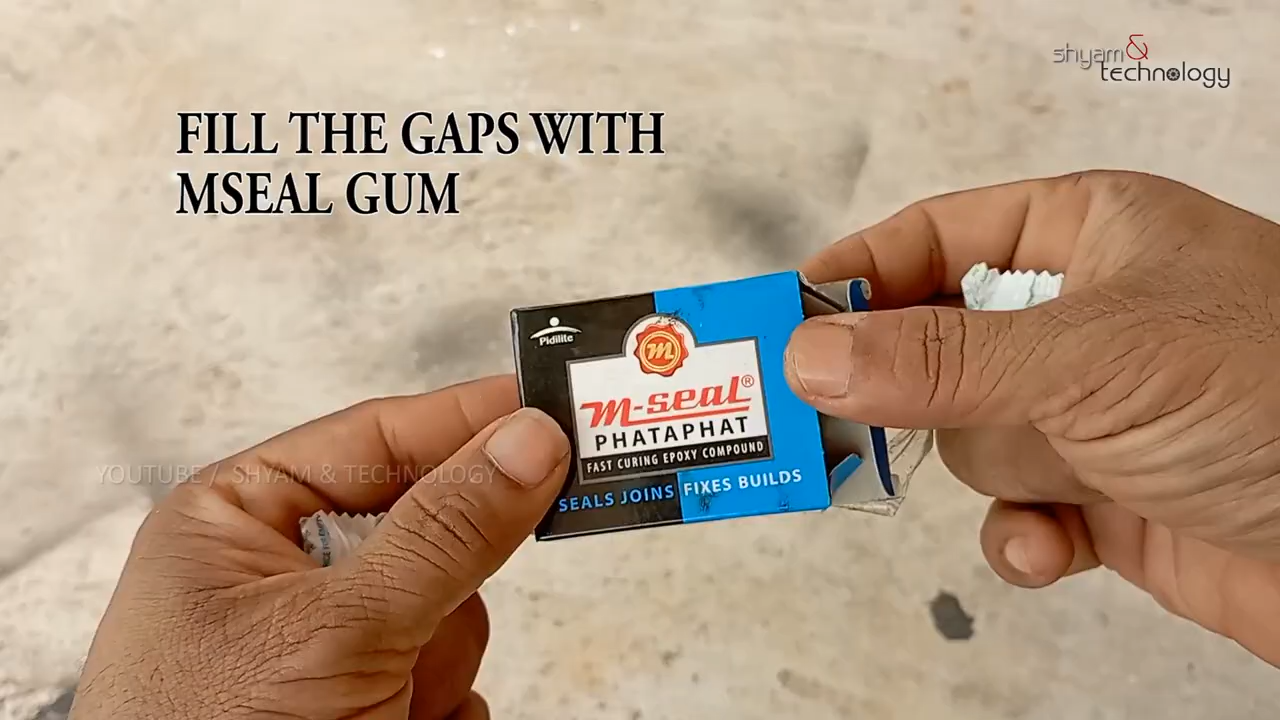 shyam&
technology
FILL THE GAPS WITH
MSEAL GUM
Pidilite
m
m-seal®
PHATAPHAT
FAST CURING EPOXY COMPOUND
SEALS JOINS FIXES BUILDS
YOUTUBE / SHYAM & TECHNOLOGY